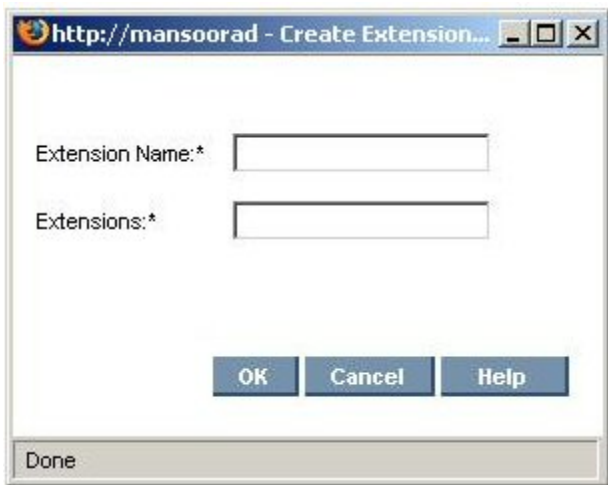 http://mansoorad - Create Extension...
Extension Name:*
Extensions:*
OK Cancel Help
Done